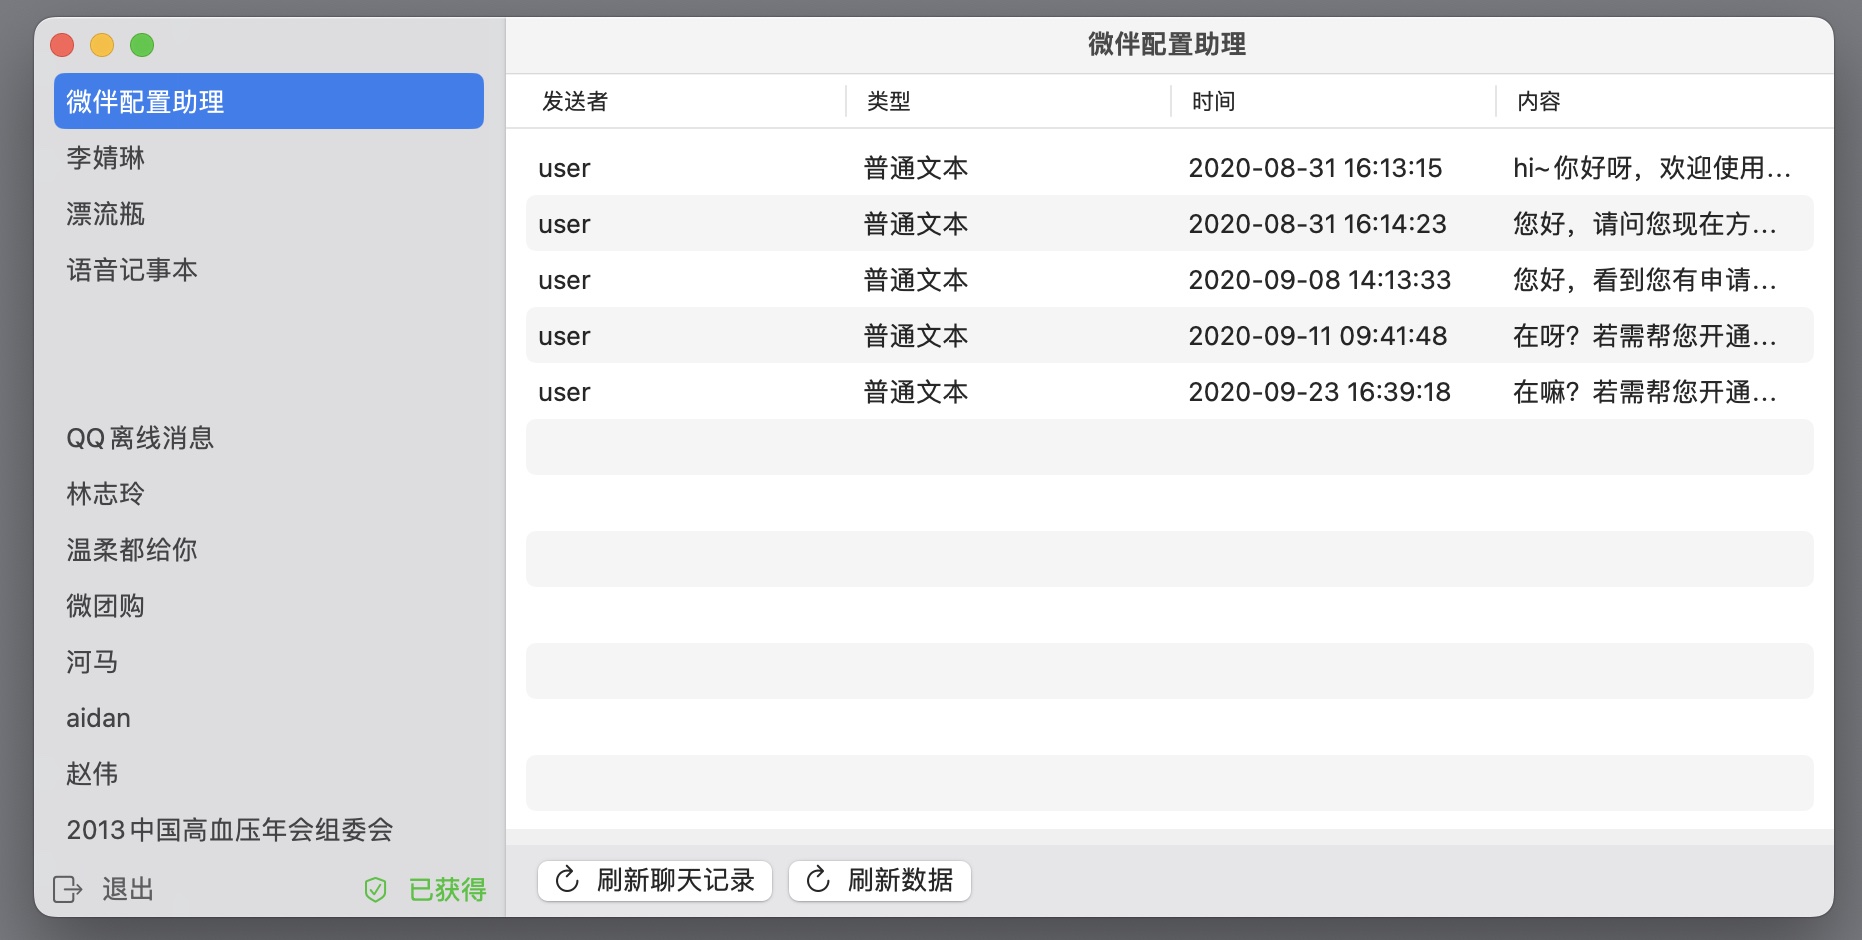 微伴配置助理
李婧琳
漂流瓶
语音记事本
QQ离线消息
林志玲
温柔都给你
微团购
河马
aidan
赵伟
2013中国高血压年会组委会
退出 已获得
微伴配置助理
发送者 类型 时间 内容
user 普通文本 2020-08-31 16:13:15 hi~你好呀，欢迎使用...
user 普通文本 2020-08-31 16:14:23 您好，请问您现在方...
user 普通文本 2020-09-08 14:13:33 您好，看到您有申请...
user 普通文本 2020-09-11 09:41:48 在呀？若需帮您开通...
user 普通文本 2020-09-23 16:39:18 在嘛？若需帮您开通...
刷新聊天记录 刷新数据